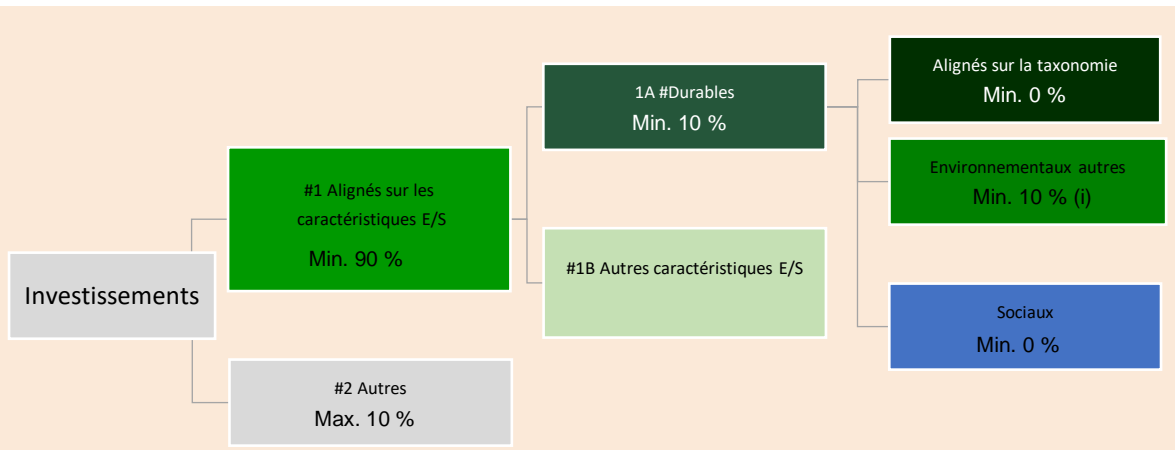 Investissements
#1 Alignés sur les
caractéristiques E/S
Min. 90 %
#2 Autres
Max. 10 %
1A #Durables
Min. 10 %
#1B Autres caractéristiques E/S
Alignés sur la taxonomie
Min. 0 %
Environnementaux autres
Min. 10 % (i)
Sociaux
Min. 0 %